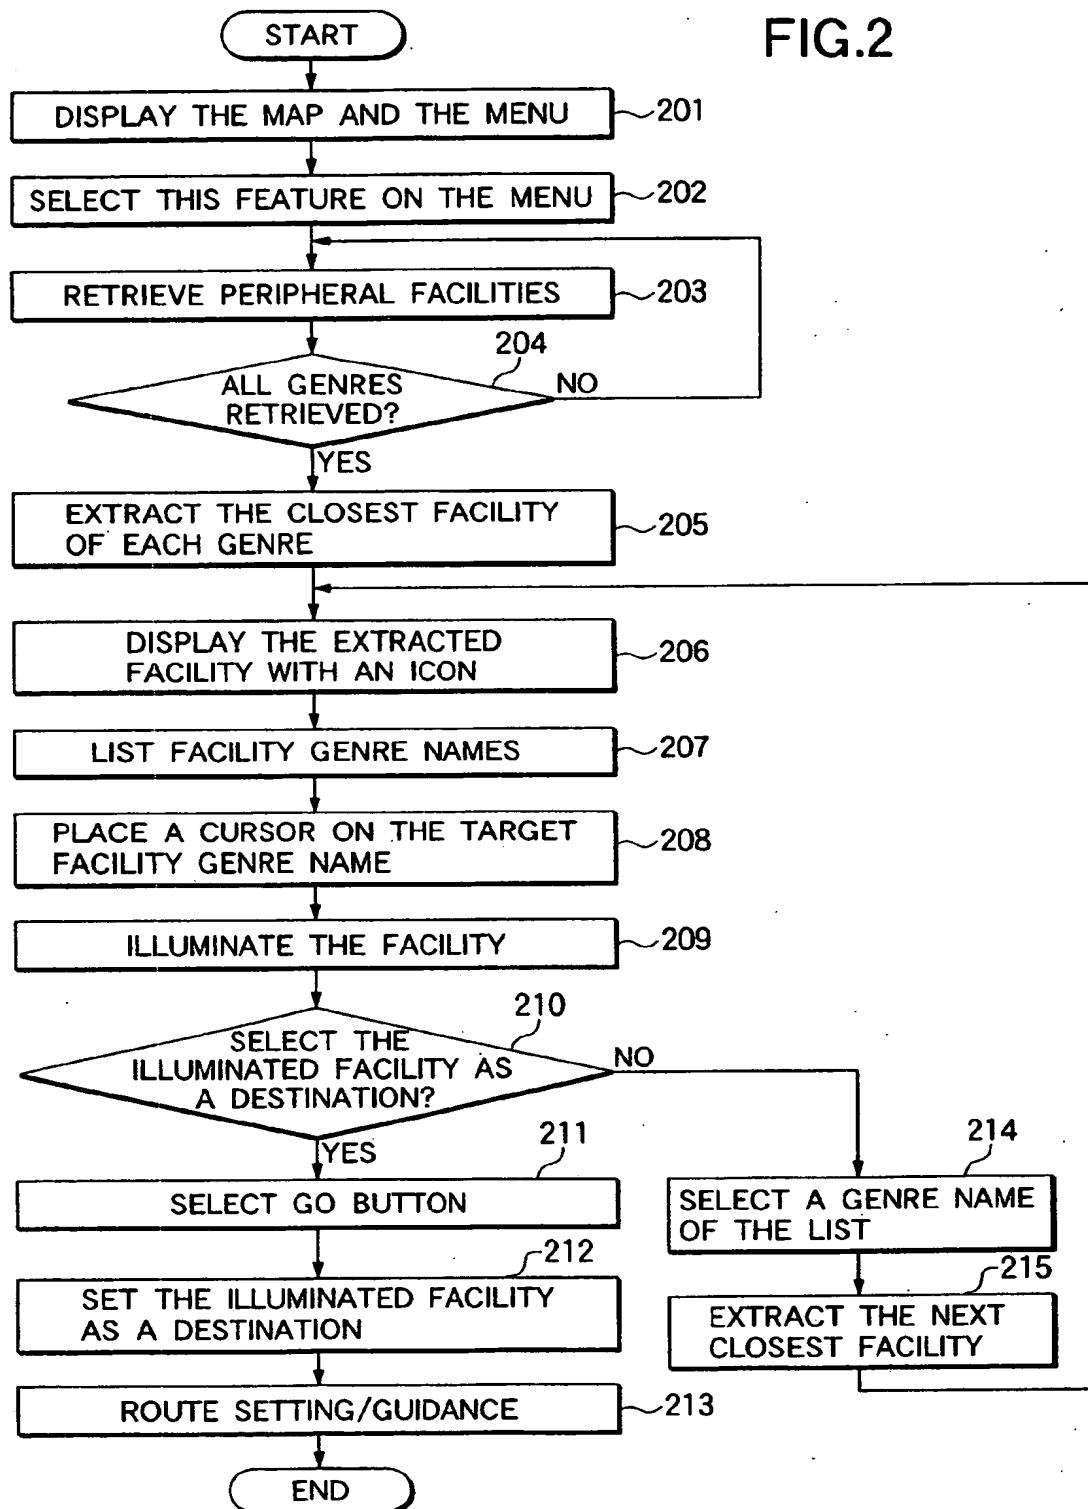 FIG.2
START
DISPLAY THE MAP AND THE MENU
201
SELECT THIS FEATURE ON THE MENU
202
RETRIEVE PERIPHERAL FACILITIES
203
204
ALL GENRES
RETRIEVED?
NO
YES
EXTRACT THE CLOSEST FACILITY
OF EACH GENRE
205
DISPLAY THE EXTRACTED
FACILITY WITH AN ICON
206
LIST FACILITY GENRE NAMES
207
PLACE A CURSOR ON THE TARGET
FACILITY GENRE NAME
208
ILLUMINATE THE FACILITY
209
210
SELECT THE
ILLUMINATED FACILITY AS
A DESTINATION?
NO
YES
211
SELECT GO BUTTON
212
SET THE ILLUMINATED FACILITY
AS A DESTINATION
ROUTE SETTING/GUIDANCE
213
END
214
SELECT A GENRE NAME
OF THE LIST
215
EXTRACT THE NEXT
CLOSEST FACILITY